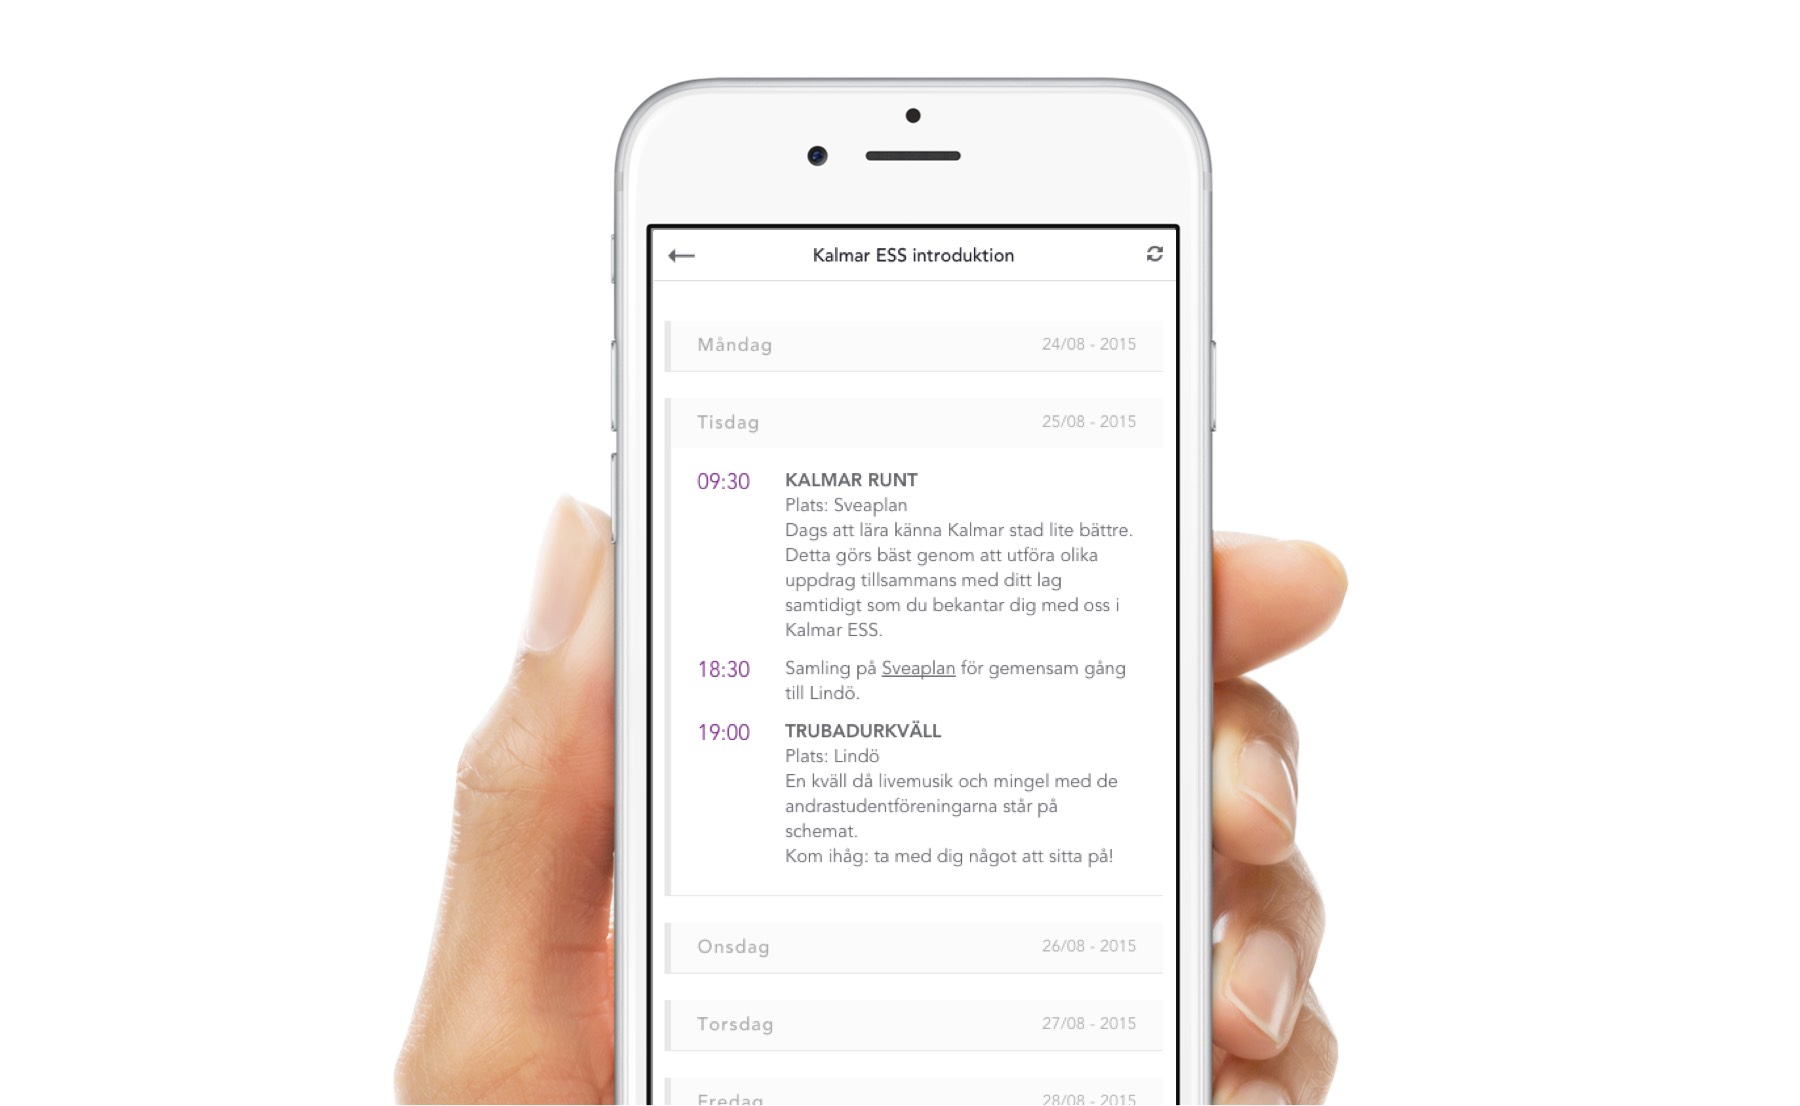 Kalmar ESS introduktion
Måndag 24/08 - 2015
Tisdag 25/08 - 2015
09:30 KALMAR RUNT
Plats: Sveaplan
Dags att lära känna Kalmar stad lite bättre.
Detta görs bäst genom att utföra olika
uppdrag tillsammans med ditt lag
samtidigt som du bekantar dig med oss i
Kalmar ESS.
18:30 Samling på Sveaplan för gemensam gång
till Lindö.
19:00 TRUBADURKVÄLL
Plats: Lindö
En kväll då livemusik och mingel med de
andrastudentföreningarna står på
schemat.
Kom ihåg: ta med dig något att sitta på!
Onsdag 26/08 - 2015
Torsdag 27/08 - 2015
Fredag 28/08 - 2015